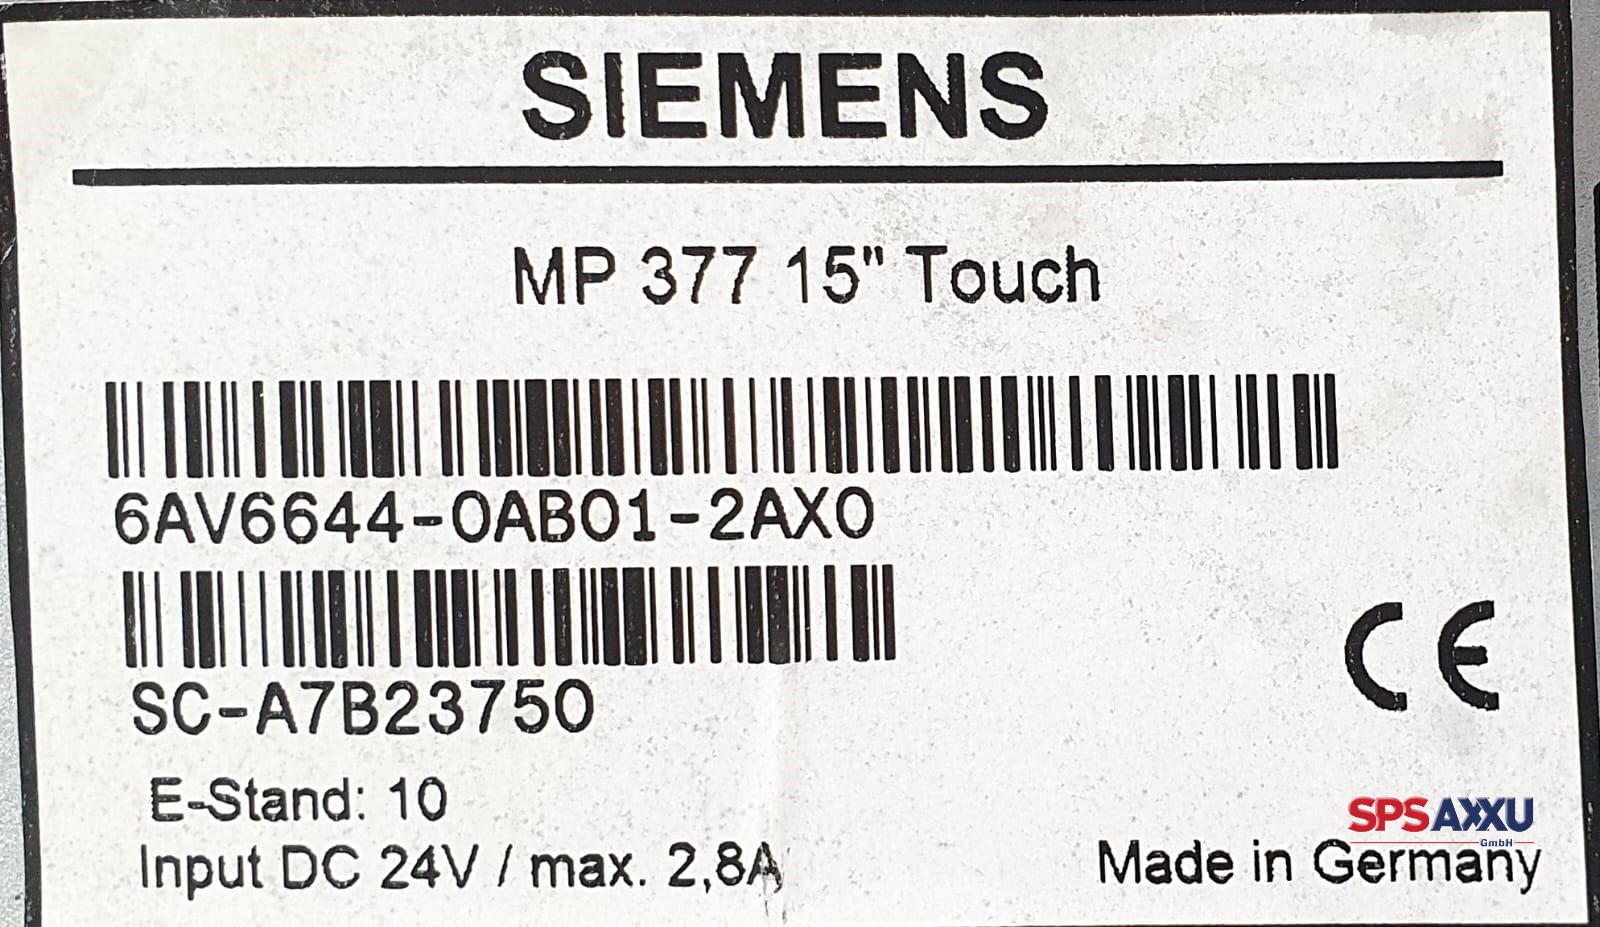 SIEMENS
MP 377 15" Touch
6AV6644-0AB01-2AX0
SC-A7B23750
CE
E-Stand: 10
Input DC 24V / max. 2,8A
SPSAXXU
GmbH
Made in Germany